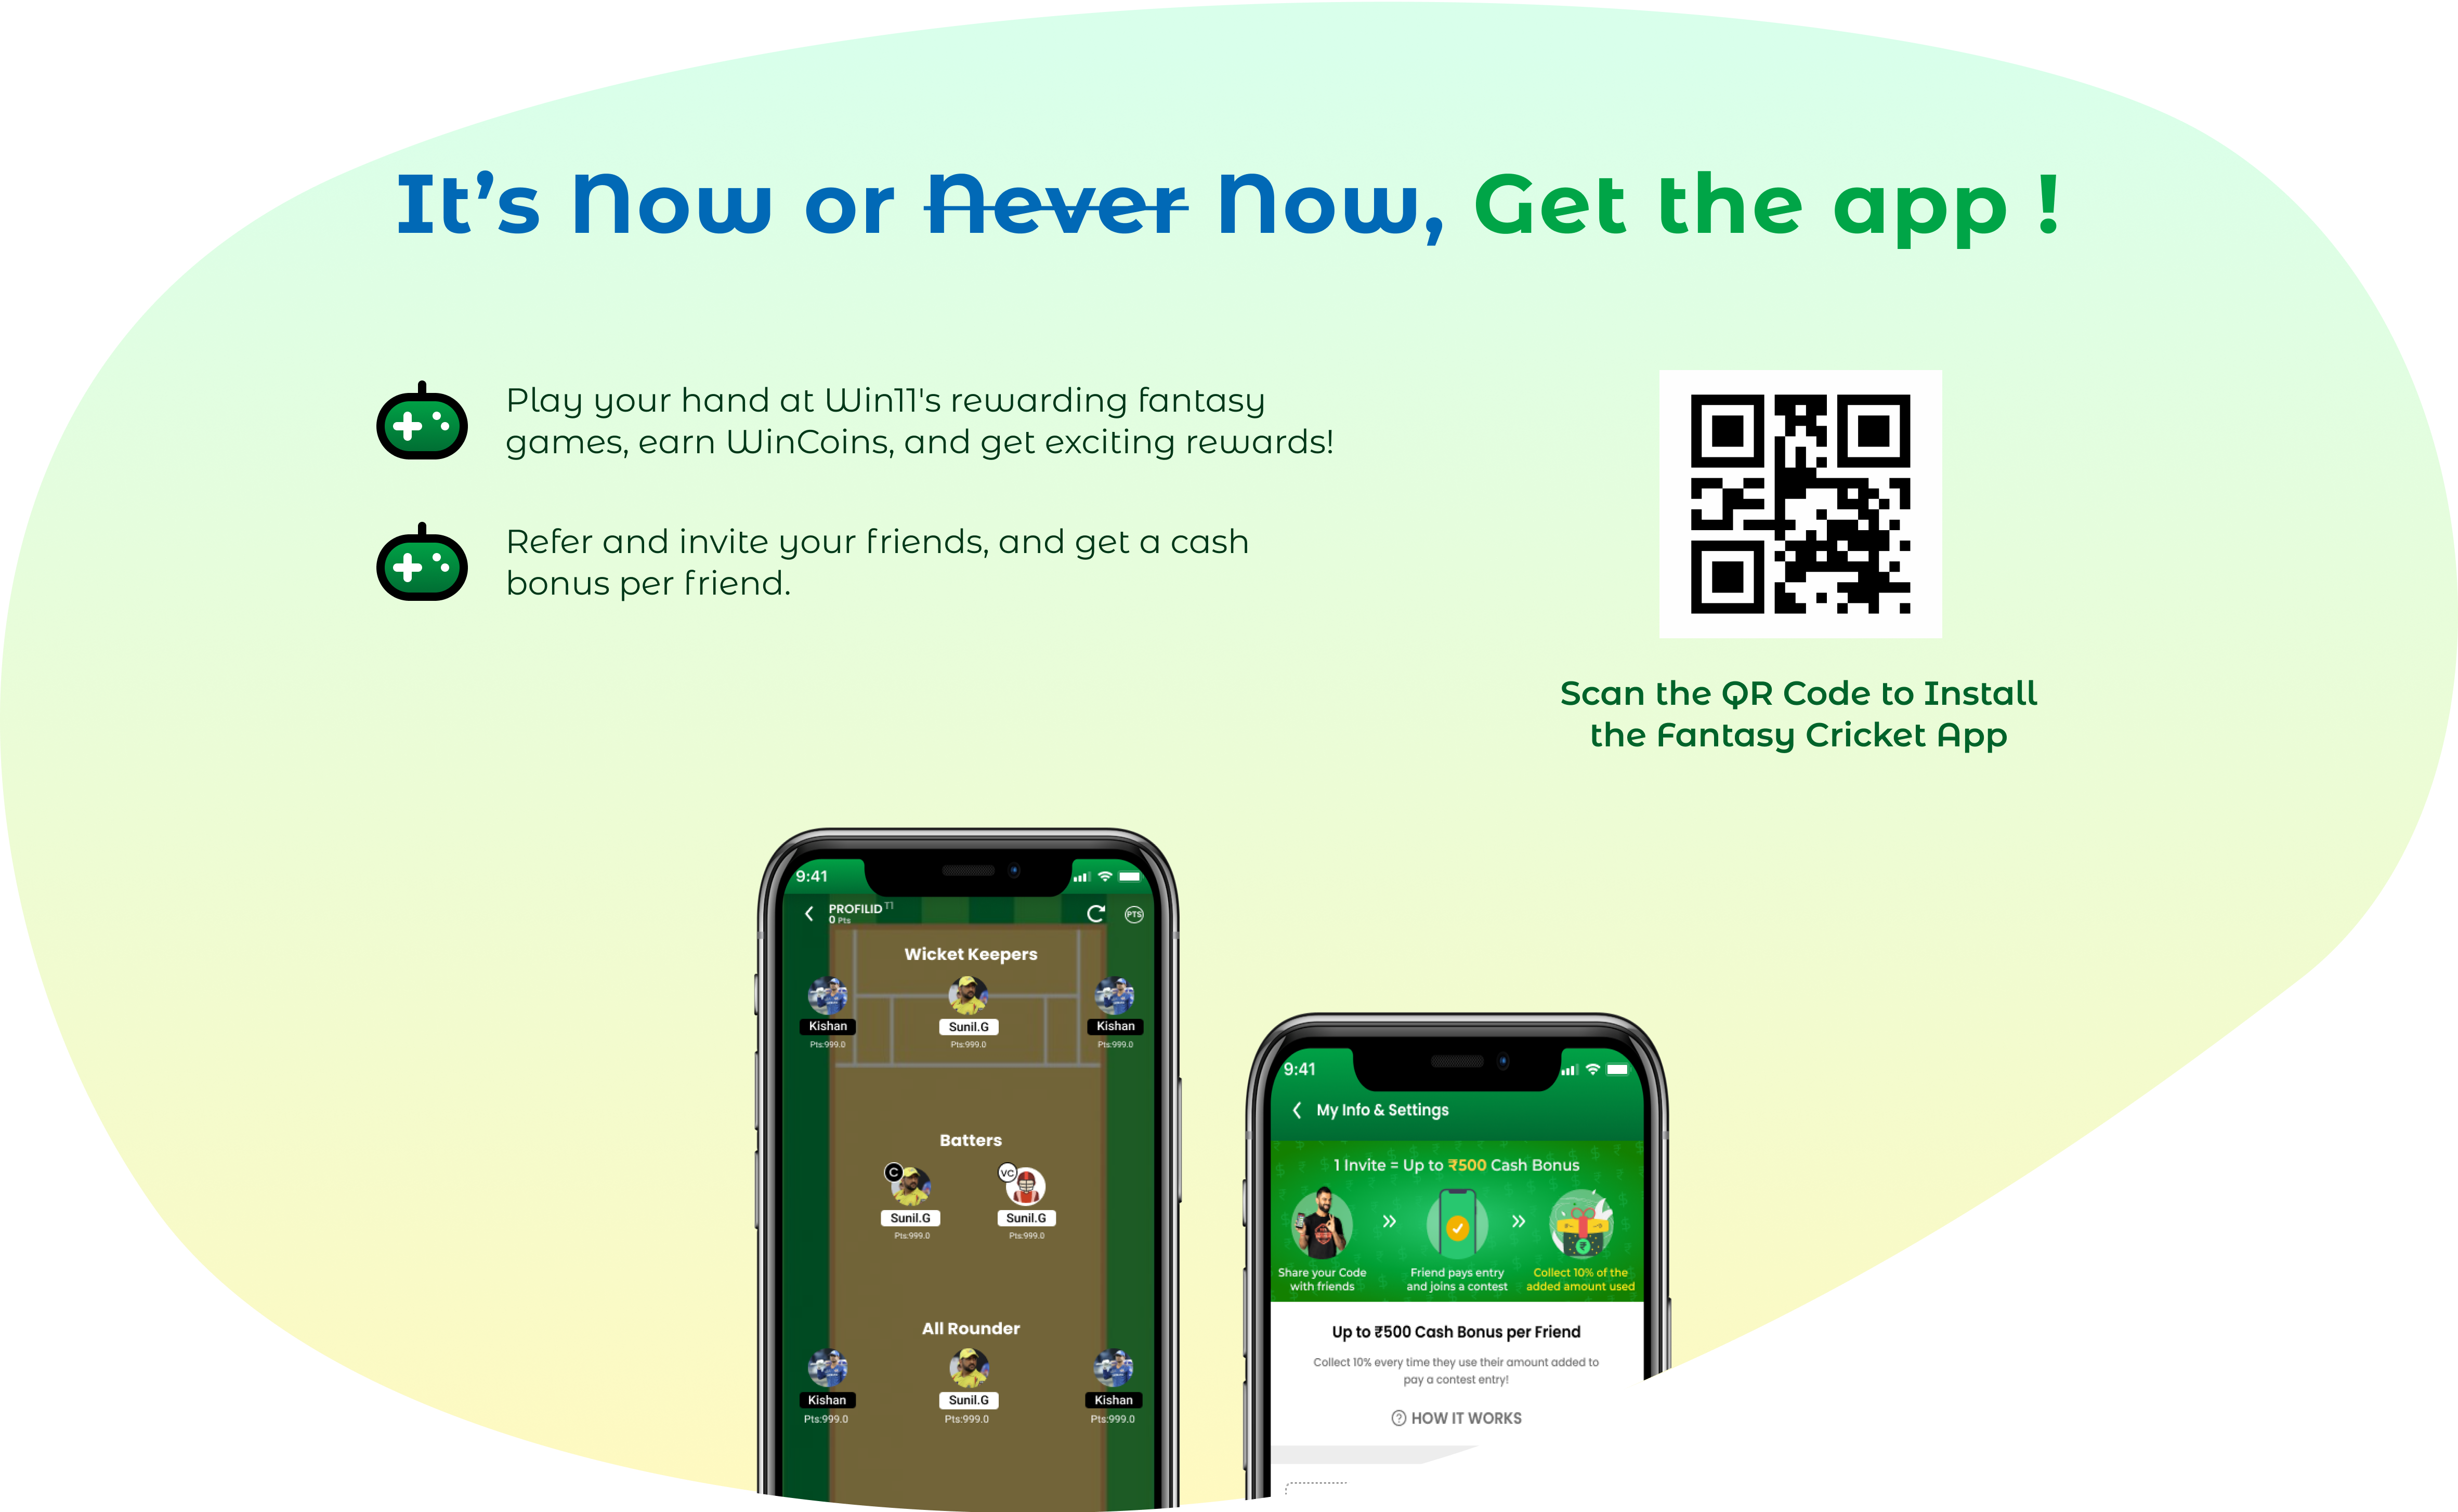 It's Now or Never Now, Get the app !
Play your hand at Win11's rewarding fantasy
games, earn WinCoins, and get exciting rewards!
Refer and invite your friends, and get a cash
bonus per friend.
Scan the QR Code to Install
the Fantasy Cricket App
9:41
PROFILID T1
0 Pts
PTS
Wicket Keepers
Kishan Sunil.G Kishan
Pts:999.0 Pts:999.0 Pts:999.0
Batters
C VC
Sunil.G Sunil.G
Pts:999.0 Pts:999.0
All Rounder
Kishan Sunil.G Kishan
Pts:999.0 Pts:999.0 Pts:999.0
9:41
My Info & Settings
1 Invite = Up to ₹500 Cash Bonus
Share your Code Friend pays entry Collect 10% of the
with friends and joins a contest added amount used
Up to ₹500 Cash Bonus per Friend
Collect 10% every time they use their amount added to
pay a contest entry!
? HOW IT WORKS